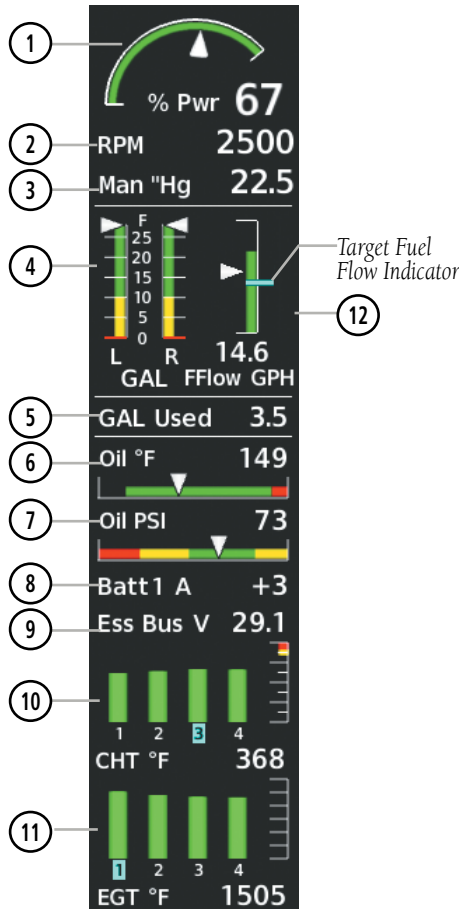 1
% Pwr 67
2 RPM 2500
3 Man "Hg 22.5
4
F
25
20
15
10
5
0
L R
GAL
Target Fuel
Flow Indicator
12
14.6
FFlow GPH
5 GAL Used 3.5
6 Oil °F 149
7 Oil PSI 73
8 Batt1 A +3
9 Ess Bus V 29.1
10
1 2 3 4
CHT °F 368
11
1 2 3 4
EGT °F 1505